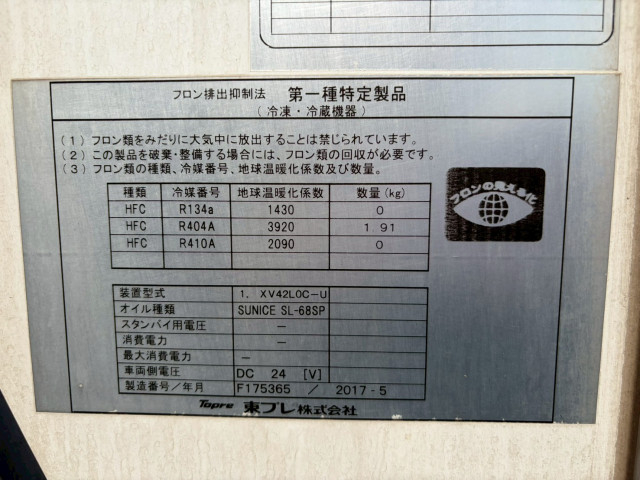 フロン排出抑制法 第一種特定製品
(冷凍・冷蔵機器)
(1) フロン類をみだりに大気中に放出することは禁じられています。
(2) この製品を破棄・整備する場合には、フロン類の回収が必要です。
(3) フロン類の種類、冷媒番号、地球温暖化係数及び数量。
種類 冷媒番号 地球温暖化係数 数量(kg)
HFC R134a 1430 0
HFC R404A 3920 1.91
HFC R410A 2090 0
フロンの見える化
装置型式 1. XV42L0C-U
オイル種類 SUNICE SL-68SP
スタンバイ用電圧 -
消費電力 -
最大消費電力 -
車両側電圧 DC 24 [V]
製造番号/年月 F175365 / 2017-5
Topre 東プレ株式会社